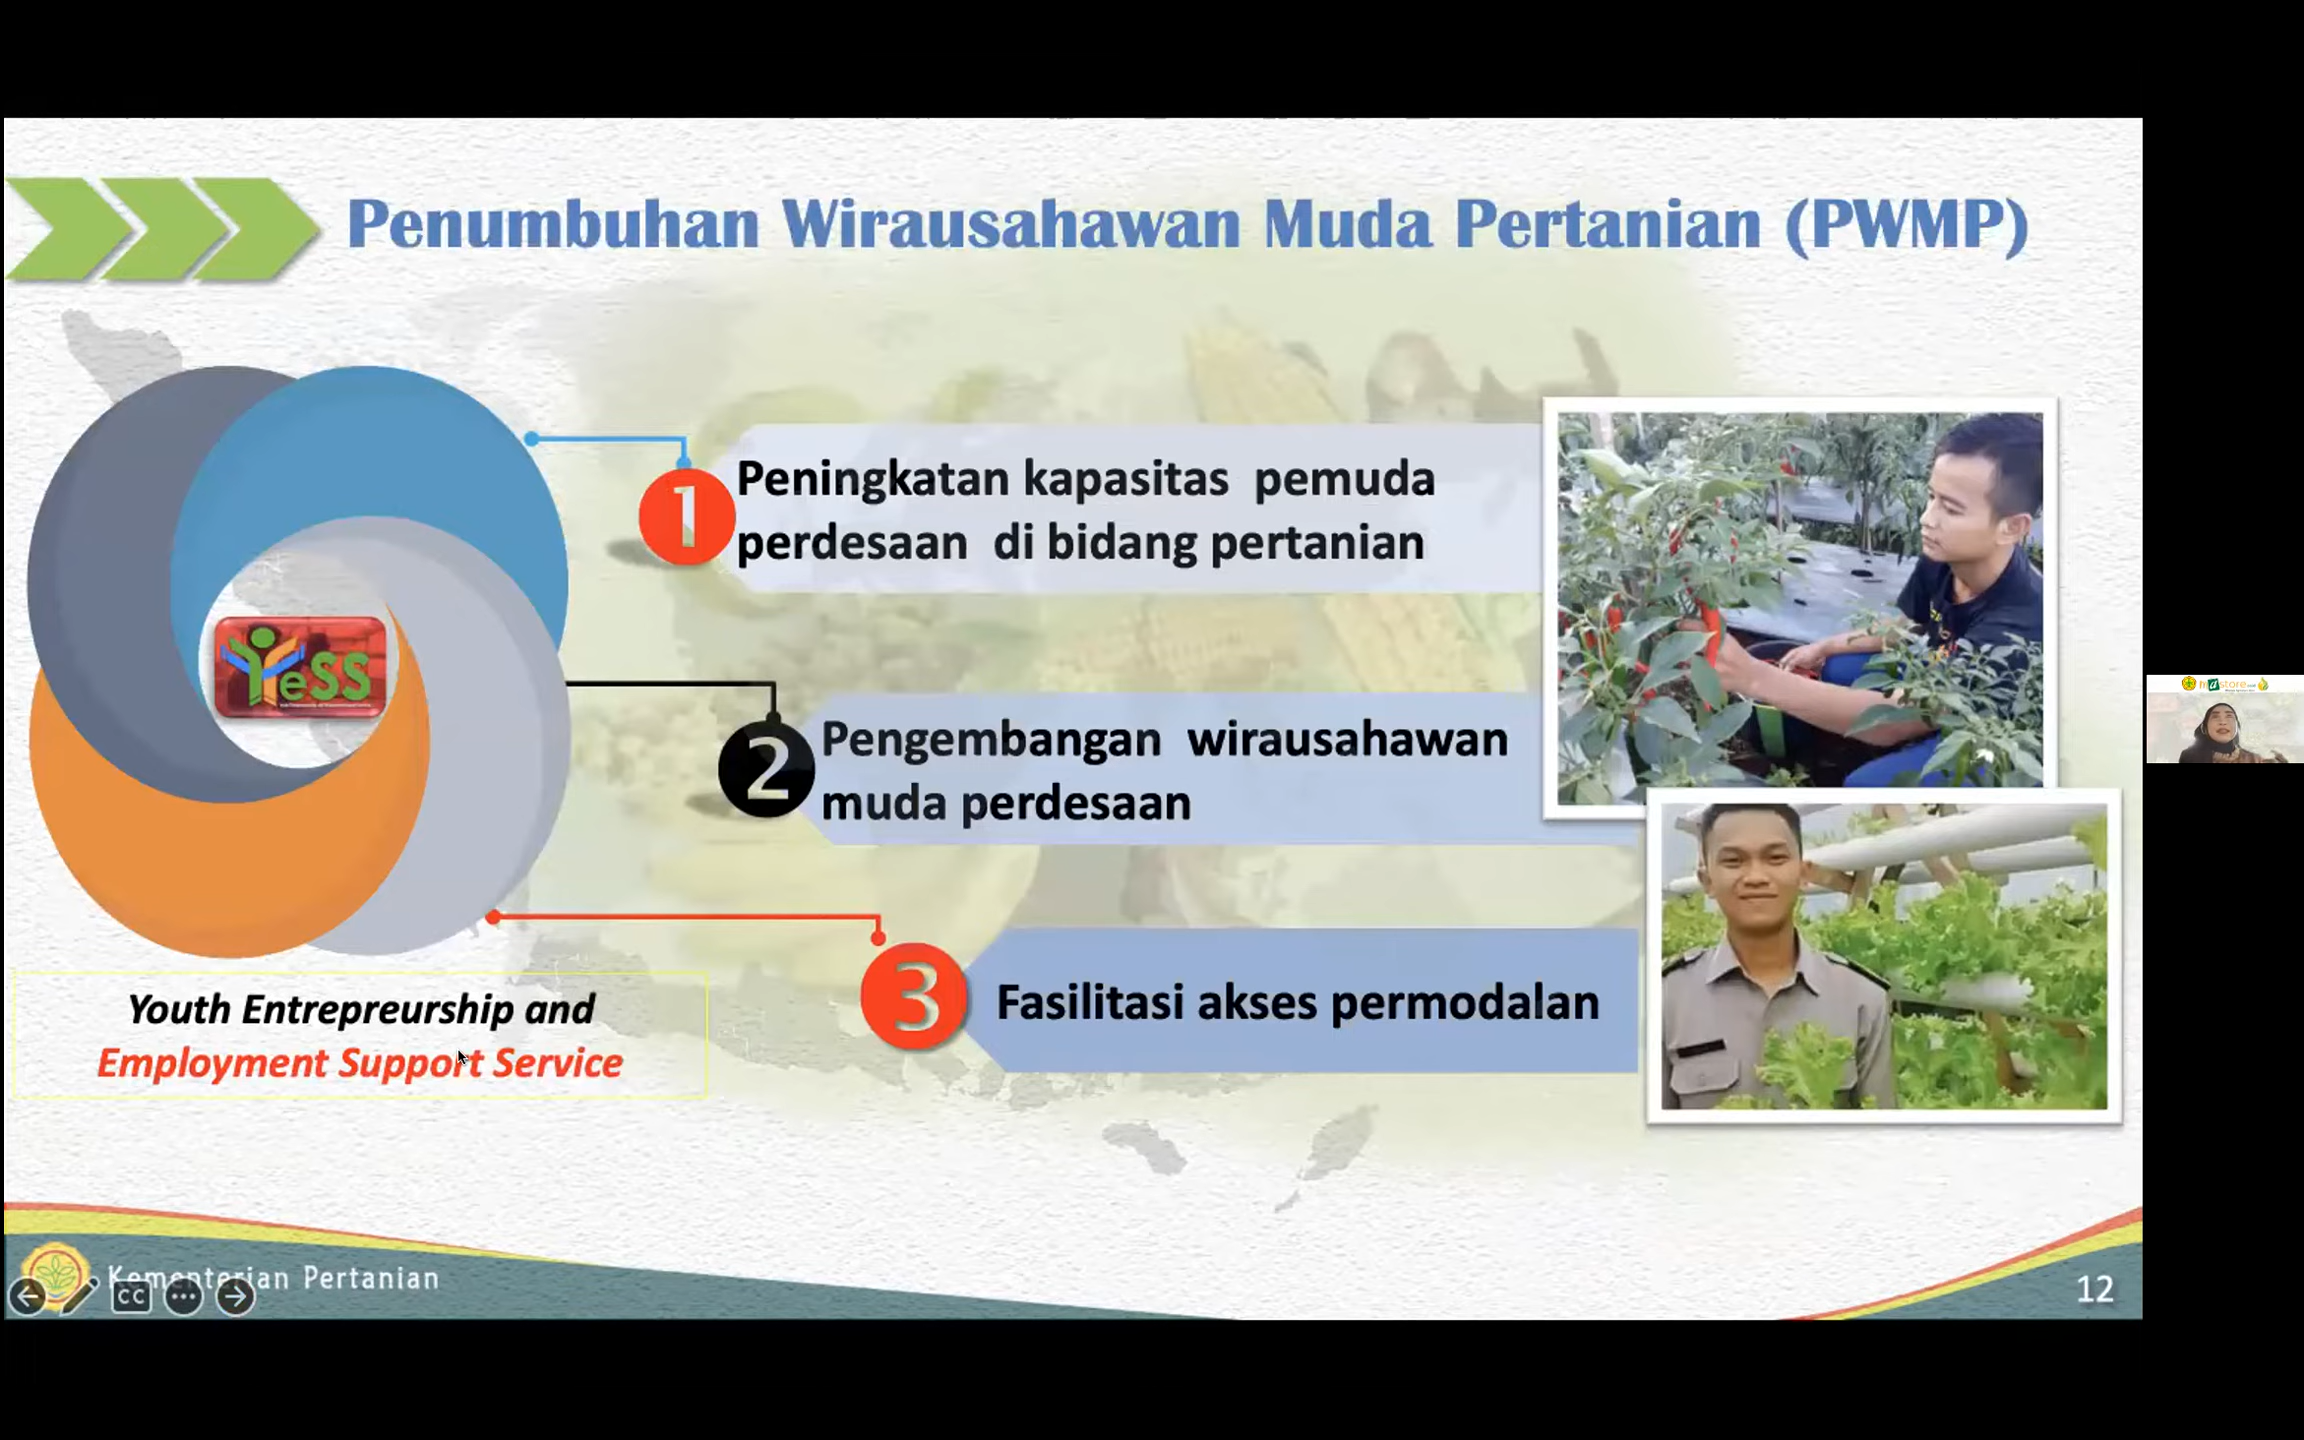 Penumbuhan Wirausahawan Muda Pertanian (PWMP)
1
Peningkatan kapasitas pemuda
perdesaan di bidang pertanian
YeSS
2
Pengembangan wirausahawan
muda perdesaan
3
Fasilitasi akses permodalan
Youth Entrepreurship and
Employment Support Service
Kementerian Pertanian
CC
12